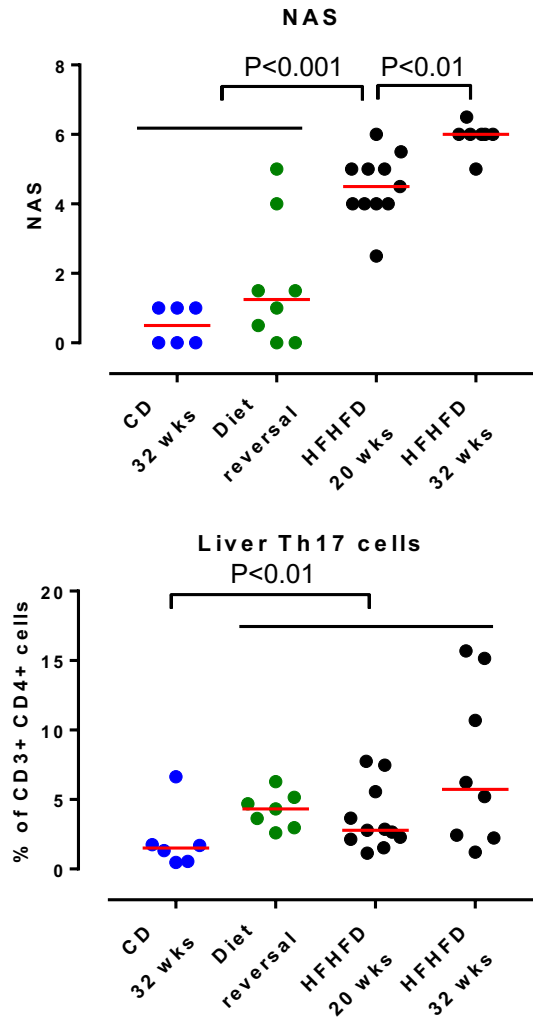 NAS
P<0.001 P<0.01
8
6
4
2
0
NAS
CD
32 wks
Diet
reversal
HFHFD
20 wks
HFHFD
32 wks
Liver Th17 cells
P<0.01
20
15
10
5
0
% of CD3+ CD4+ cells
CD
32 wks
Diet
reversal
HFHFD
20 wks
HFHFD
32 wks